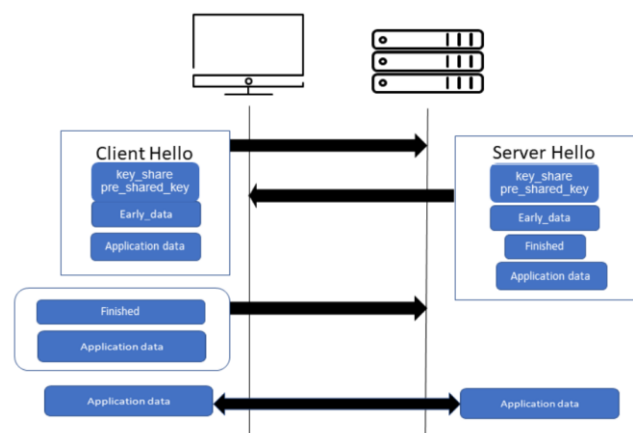 Client Hello
key_share
pre_shared_key
Early_data
Application data
Server Hello
key_share
pre_shared_key
Early_data
Finished
Application data
Finished
Application data
Application data
Application data